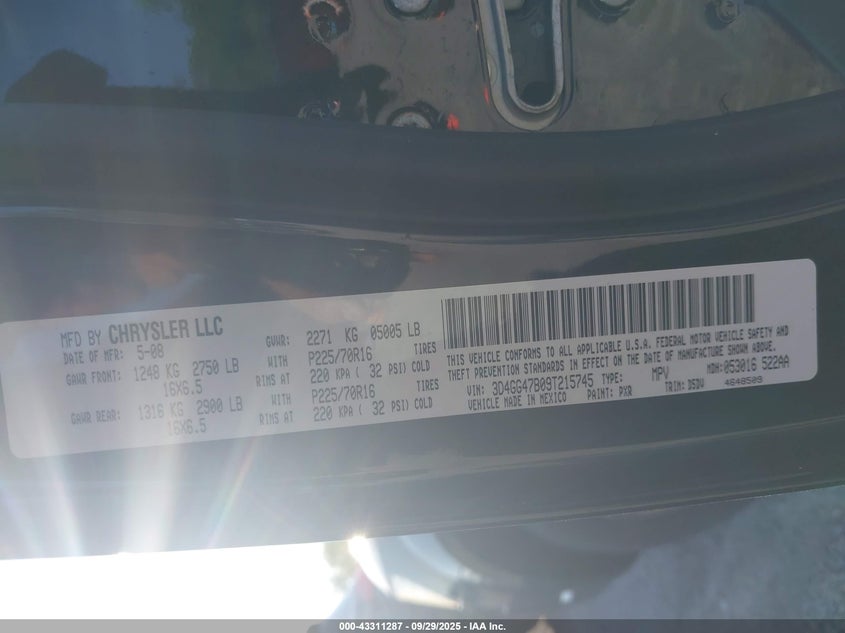 MFD BY CHRYSLER LLC
DATE OF MFR: 5-08
GVWR: 2271 KG 05005 LB
GAWR FRONT: 1248 KG 2750 LB WITH P225/70R16 TIRES
16X6.5 RIMS AT 220 KPA ( 32 PSI) COLD
GAWR REAR: 1316 KG 2900 LB WITH P225/70R16 TIRES
16X6.5 RIMS AT 220 KPA ( 32 PSI) COLD
THIS VEHICLE CONFORMS TO ALL APPLICABLE U.S.A. FEDERAL MOTOR VEHICLE SAFETY AND
THEFT PREVENTION STANDARDS IN EFFECT ON THE DATE OF MANUFACTURE SHOWN ABOVE.
MDH: 053016 522AA
VIN: 3D4GG47B09T215745 TYPE: MPV 4648509
VEHICLE MADE IN MEXICO PAINT: PXR TRIM: DSDV
000-43311287 - 09/29/2025 - IAA Inc.